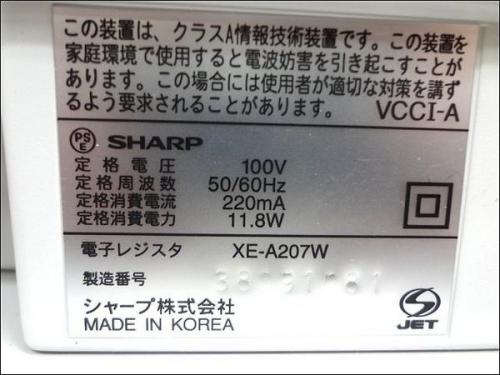 この装置は、クラスA情報技術装置です。この装置を
家庭環境で使用すると電波妨害を引き起こすことが
あります。この場合には使用者が適切な対策を講ず
るよう要求されることがあります。 VCCI-A
PS E SHARP
定格電圧 100V
定格周波数 50/60Hz
定格消費電流 220mA
定格消費電力 11.8W
電子レジスタ XE-A207W
製造番号
シャープ株式会社
MADE IN KOREA
JET